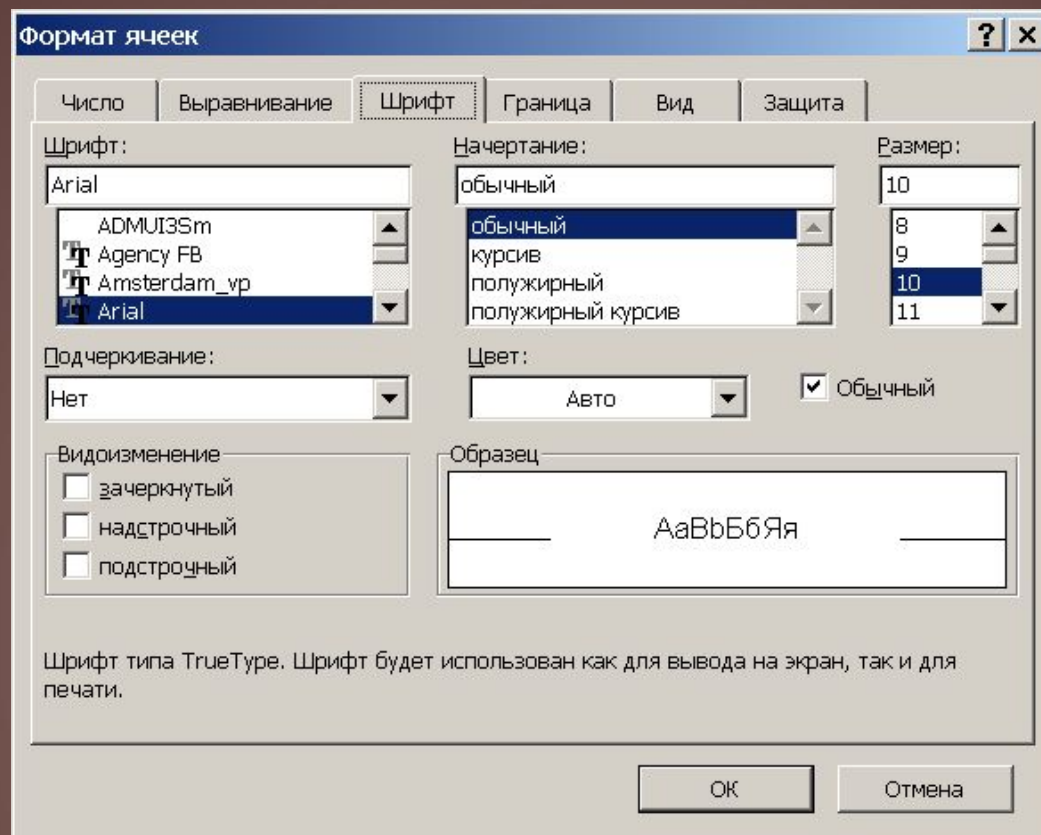 Формат ячеек
? ×
Число Выравнивание Шрифт Граница Вид Защита
Шрифт: Начертание: Размер:
Arial обычный 10
ADMUI3Sm обычный 8
Agency FB курсив 9
Amsterdam_vp полужирный 10
Arial полужирный курсив 11
Подчеркивание: Цвет:
Нет Авто Обычный
Видоизменение Образец
зачеркнутый
надстрочный АаВbБбЯя
подстрочный
Шрифт типа TrueType. Шрифт будет использован как для вывода на экран, так и для
печати.
ОК Отмена